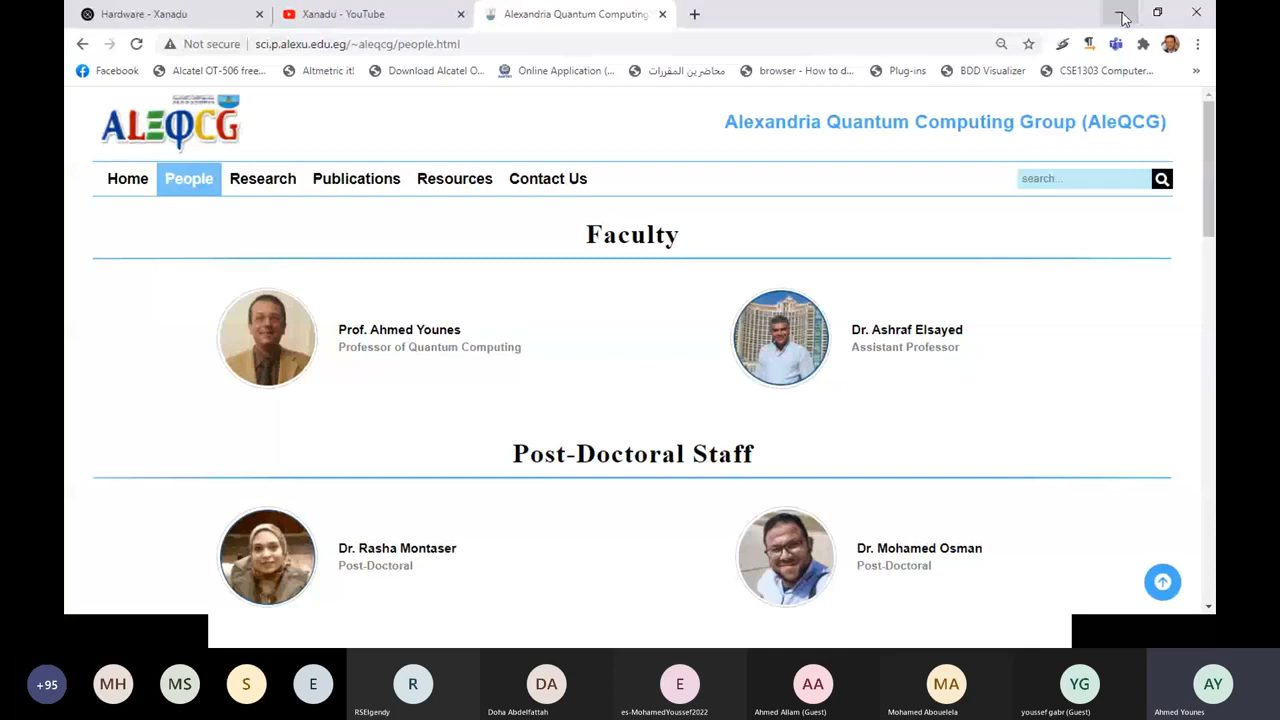 Hardware - Xanadu
Xanadu - YouTube
Alexandria Quantum Computing
Not secure
sci.p.alexu.edu.eg/~aleqcg/people.html
Facebook
Alcatel OT-506 free...
Altmetric it!
Download Alcatel O...
Online Application (...
محاضرين المقررات
browser - How to d...
Plug-ins
BDD Visualizer
CSE1303 Computer...
»
ALEφCG
Alexandria Quantum Computing Group (AleQCG)
Home
People
Research
Publications
Resources
Contact Us
search...
Faculty
Prof. Ahmed Younes
Professor of Quantum Computing
Dr. Ashraf Elsayed
Assistant Professor
Post-Doctoral Staff
Dr. Rasha Montaser
Post-Doctoral
Dr. Mohamed Osman
Post-Doctoral
+95
MH
MS
S
E
R
RSElgendy
DA
Doha Abdelfattah
E
es-MohamedYoussef2022
AA
Ahmed Allam (Guest)
MA
Mohamed Abouelela
YG
youssef gabr (Guest)
AY
Ahmed Younes